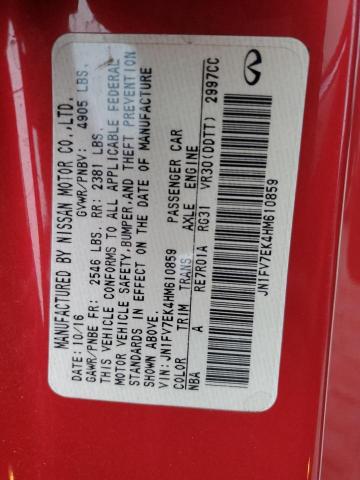 MANUFACTURED BY NISSAN MOTOR CO.,LTD.
DATE: 10/16 GVWR/PNBV: 4905 LBS.
GAWR/PNBE FR: 2546 LBS. RR: 2381 LBS.
THIS VEHICLE CONFORMS TO ALL APPLICABLE FEDERAL
MOTOR VEHICLE SAFETY, BUMPER, AND THEFT PREVENTION
STANDARDS IN EFFECT ON THE DATE OF MANUFACTURE
SHOWN ABOVE.
VIN: JN1FV7EK4HM610859 PASSENGER CAR
COLOR TRIM TRANS. AXLE ENGINE
NBA A RE7R01A RG31 VR30(DDTT) 2997CC
JN1FV7EK4HM610859